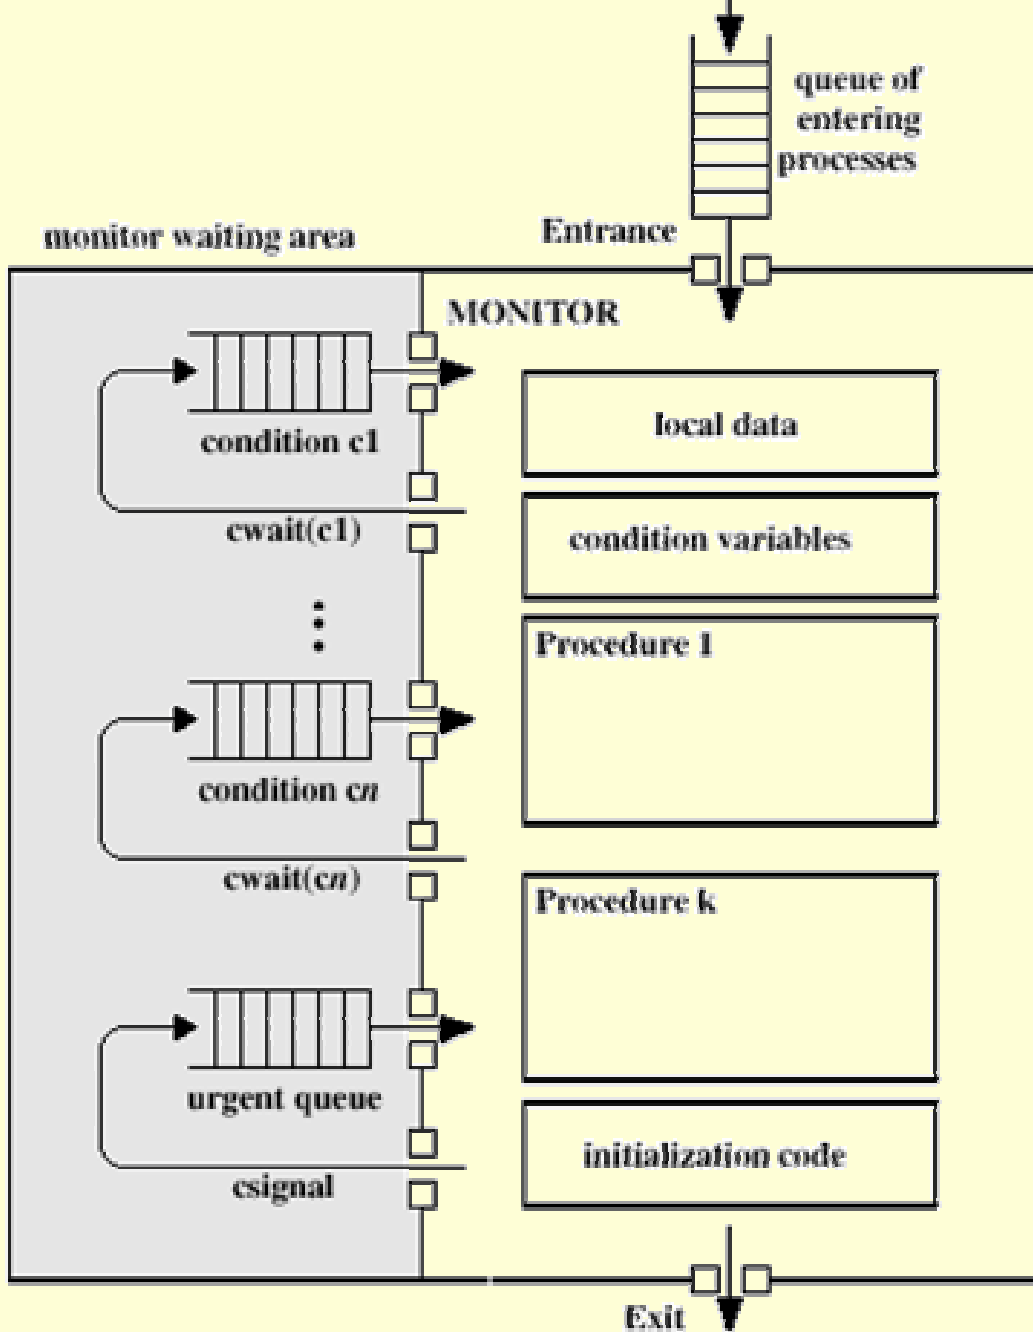 queue of
entering
processes
Entrance
monitor waiting area
MONITOR
condition c1
cwait(c1)
condition cn
cwait(cn)
urgent queue
csignal
local data
condition variables
Procedure 1
Procedure k
initialization code
Exit